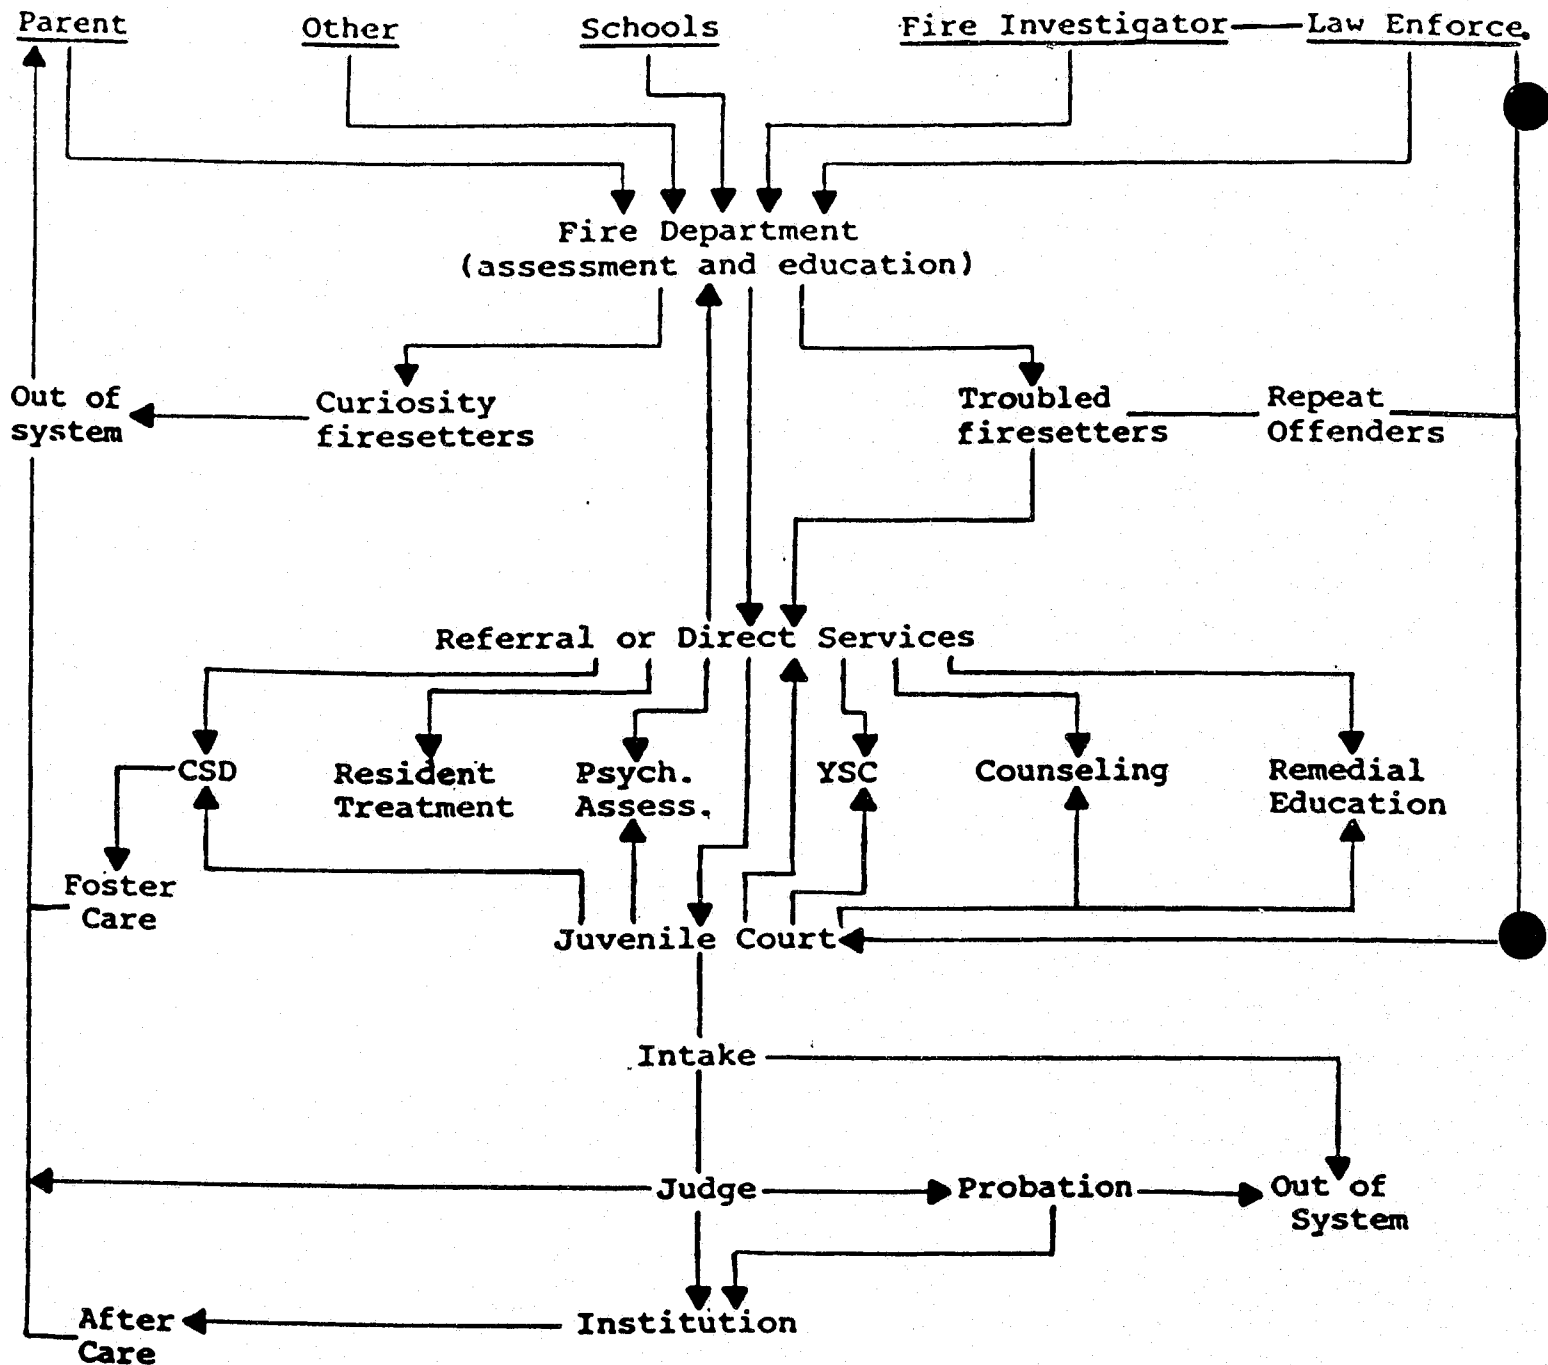 Parent Other Schools Fire Investigator Law Enforce.
Fire Department
(assessment and education)
Out of
system
Curiosity
firesetters
Troubled
firesetters
Repeat
Offenders
Referral or Direct Services
CSD
Resident
Treatment
Psych.
Assess.
YSC
Counseling
Remedial
Education
Foster
Care
Juvenile Court
Intake
Judge
Probation
Out of
System
Institution
After
Care